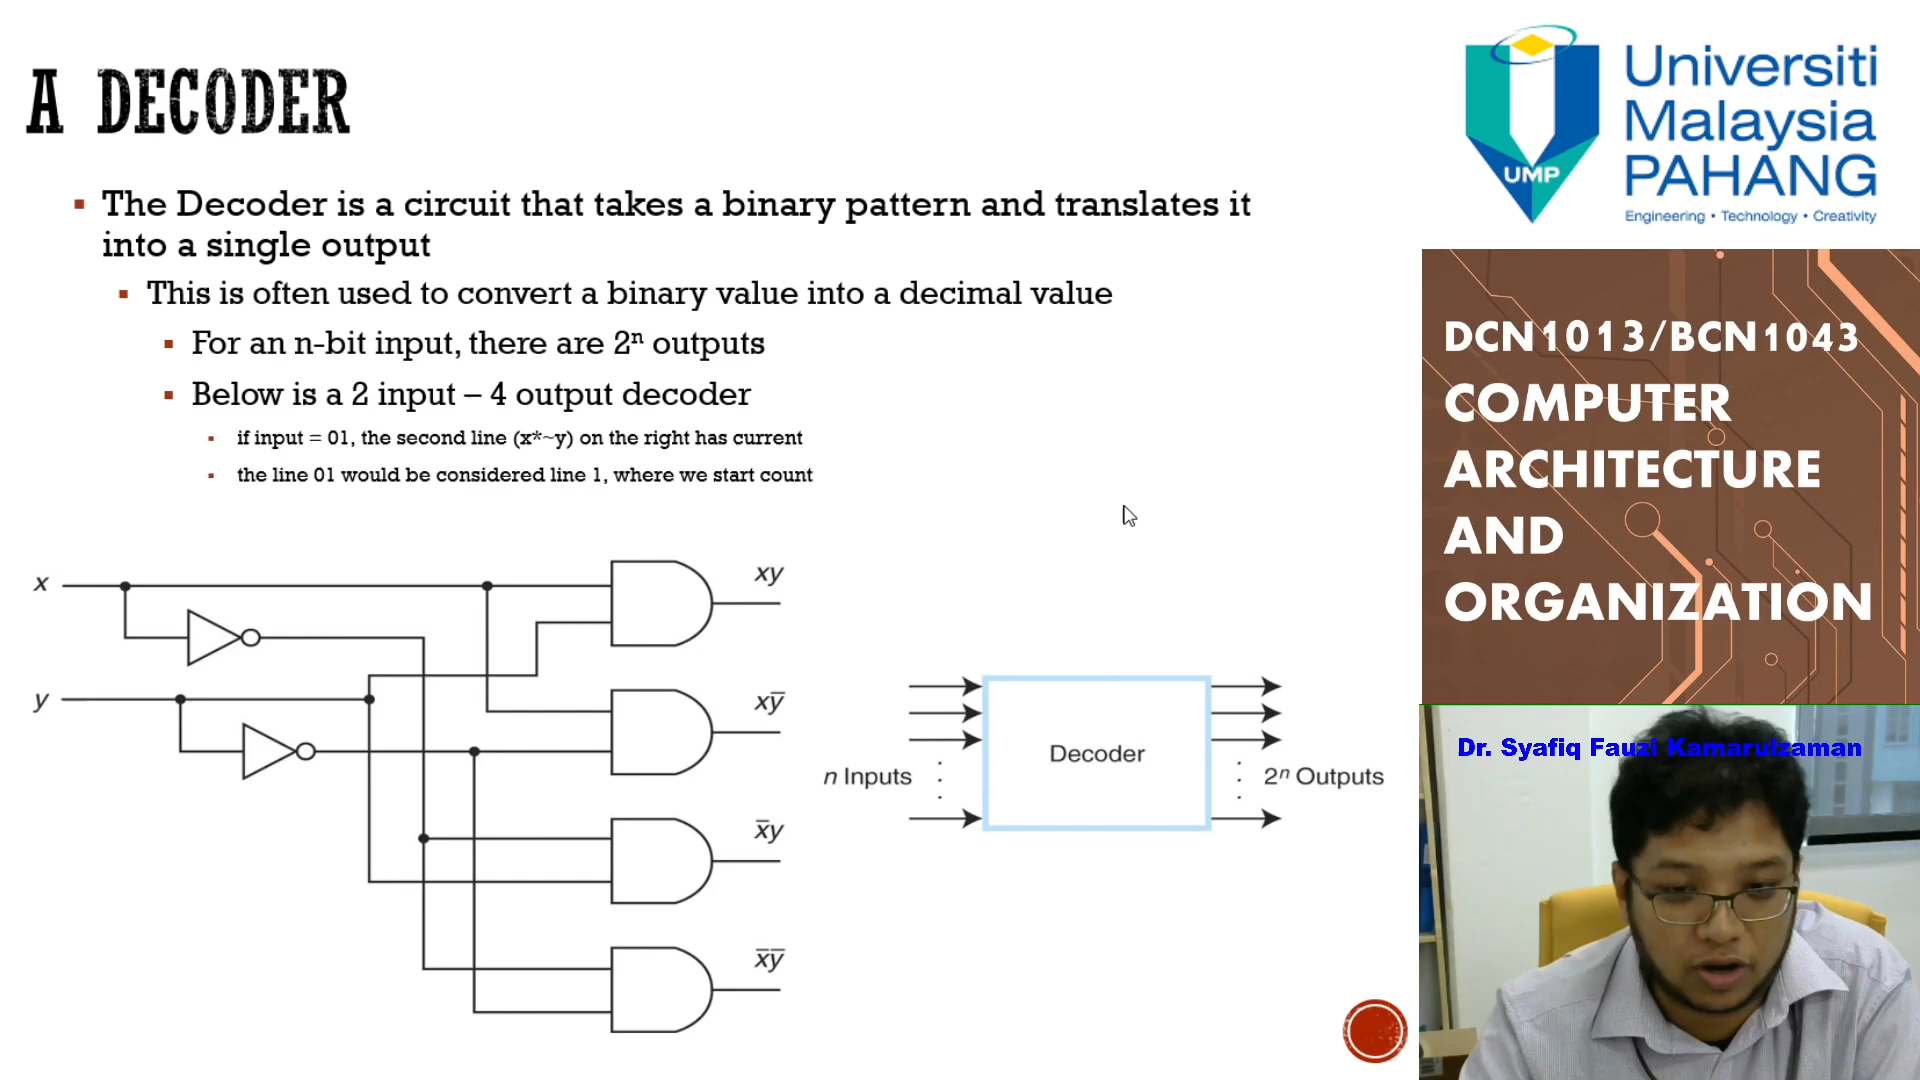 A DECODER
▪ The Decoder is a circuit that takes a binary pattern and translates it
into a single output
▪ This is often used to convert a binary value into a decimal value
▪ For an n-bit input, there are 2ⁿ outputs
▪ Below is a 2 input – 4 output decoder
▪ if input = 01, the second line (x*~y) on the right has current
▪ the line 01 would be considered line 1, where we start count
x
y
xy
xy̅
x̅y
x̅y̅
n Inputs
Decoder
2ⁿ Outputs
UMP
Universiti
Malaysia
PAHANG
Engineering • Technology • Creativity
DCN1013/BCN1043
COMPUTER
ARCHITECTURE
AND
ORGANIZATION
Dr. Syafiq Fauzi Kamarulzaman